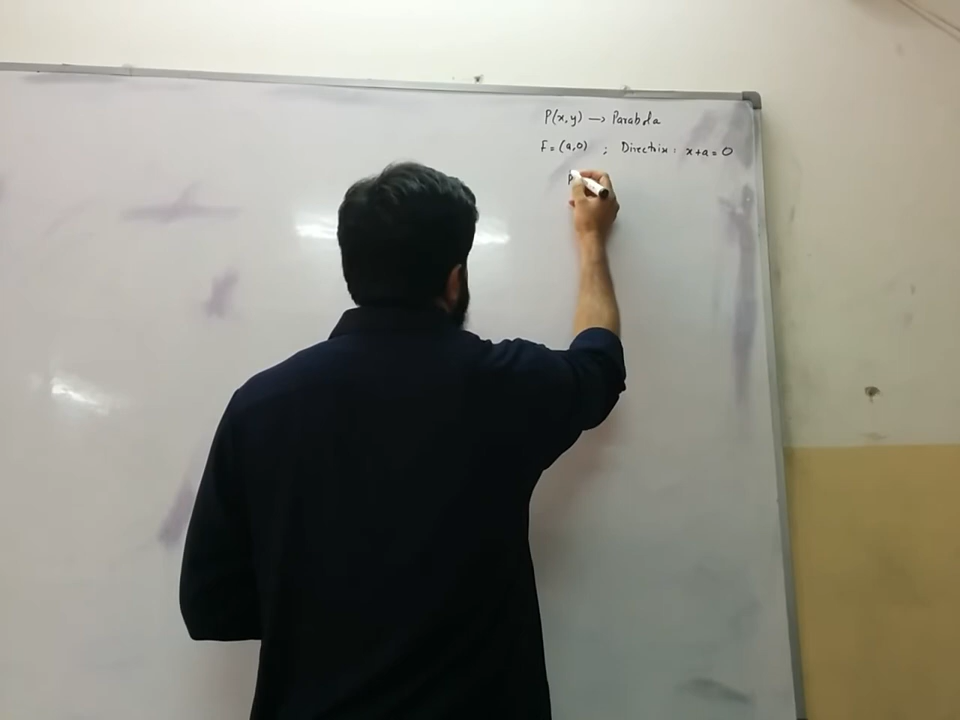 P(x,y) → Parabola
F = (a,0) ; Directrix : x+a = 0
P